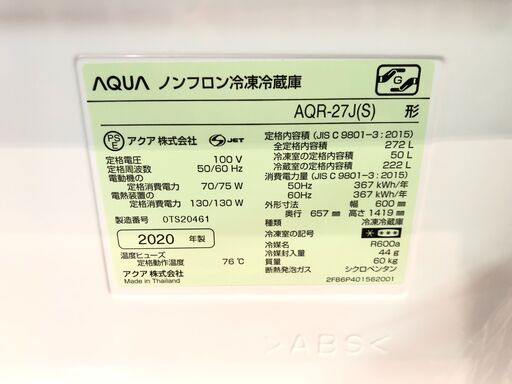 AQUA ノンフロン冷凍冷蔵庫
G
AQR-27J(S) 形
PS E アクア株式会社 S JET
定格電圧 100 V
定格周波数 50/60 Hz
電動機の
定格消費電力 70/75 W
電熱装置の
定格消費電力 130/130 W
製造番号 0TS20461
2020 年製
温度ヒューズ
定格動作温度 76℃
アクア株式会社
Made in Thailand
定格内容積 (JIS C 9801-3 : 2015)
全定格内容積 272 L
冷凍室の定格内容積 50 L
冷蔵室の定格内容積 222 L
消費電力量 (JIS C 9801-3 : 2015)
50Hz 367 kWh/年
60Hz 367 kWh/年
外形寸法 幅 600 mm
奥行 657 mm 高さ 1419 mm
種類 冷凍冷蔵庫
冷凍室の記号
冷媒名 R600a
冷媒封入量 44 g
質量 60 kg
断熱発泡ガス シクロペンタン
2FB6P401562001
>ABS<